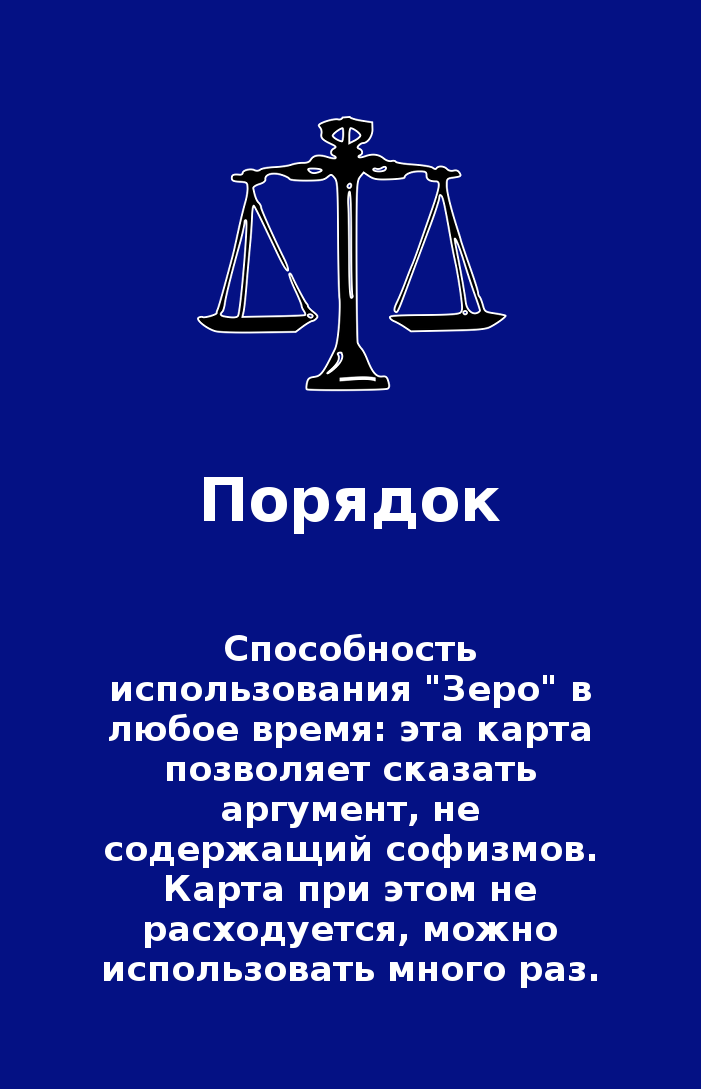 Порядок
Способность
использования "Зеро" в
любое время: эта карта
позволяет сказать
аргумент, не
содержащий софизмов.
Карта при этом не
расходуется, можно
использовать много раз.